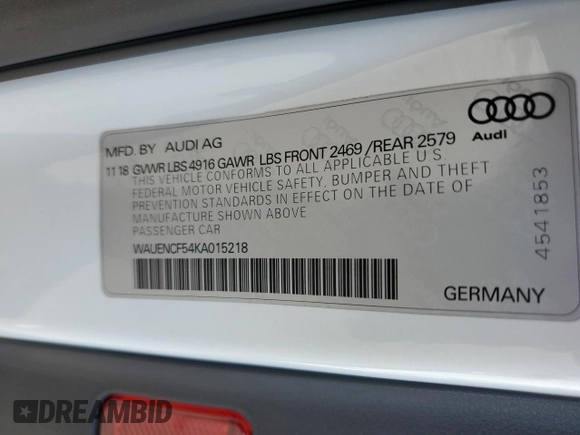 MFD. BY AUDI AG
11 18 GVWR LBS 4916 GAWR LBS FRONT 2469 /REAR 2579
THIS VEHICLE CONFORMS TO ALL APPLICABLE U S
FEDERAL MOTOR VEHICLE SAFETY, BUMPER AND THEFT
PREVENTION STANDARDS IN EFFECT ON THE DATE OF
MANUFACTURE SHOWN ABOVE
PASSENGER CAR
WAUENCF54KA015218
Audi
4541853
GERMANY
DREAMBID